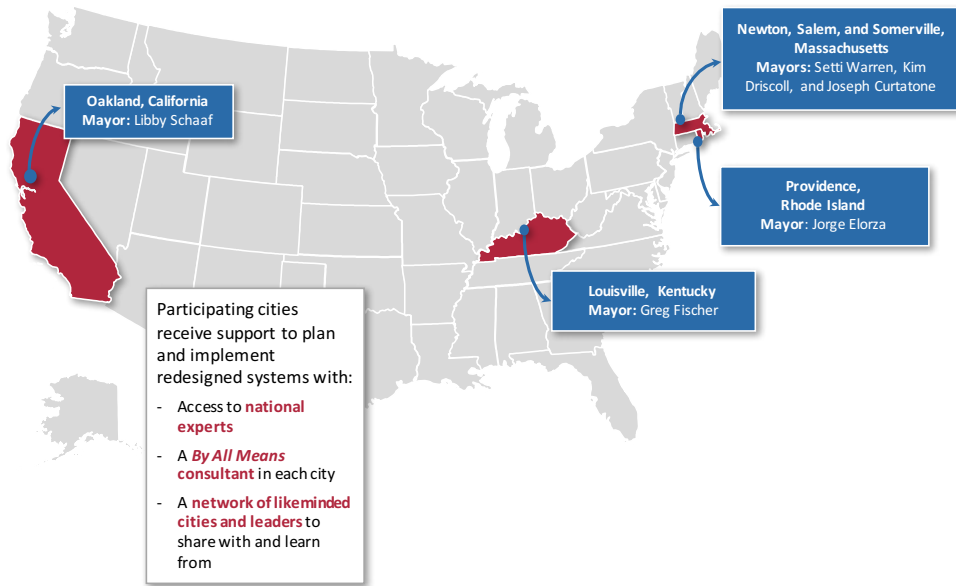 Newton, Salem, and Somerville,
Massachusetts
Mayors: Setti Warren, Kim
Driscoll, and Joseph Curtatone
Oakland, California
Mayor: Libby Schaaf
Providence,
Rhode Island
Mayor: Jorge Elorza
Louisville, Kentucky
Mayor: Greg Fischer
Participating cities
receive support to plan
and implement
redesigned systems with:
- Access to national
experts
- A By All Means
consultant in each city
- A network of likeminded
cities and leaders to
share with and learn
from